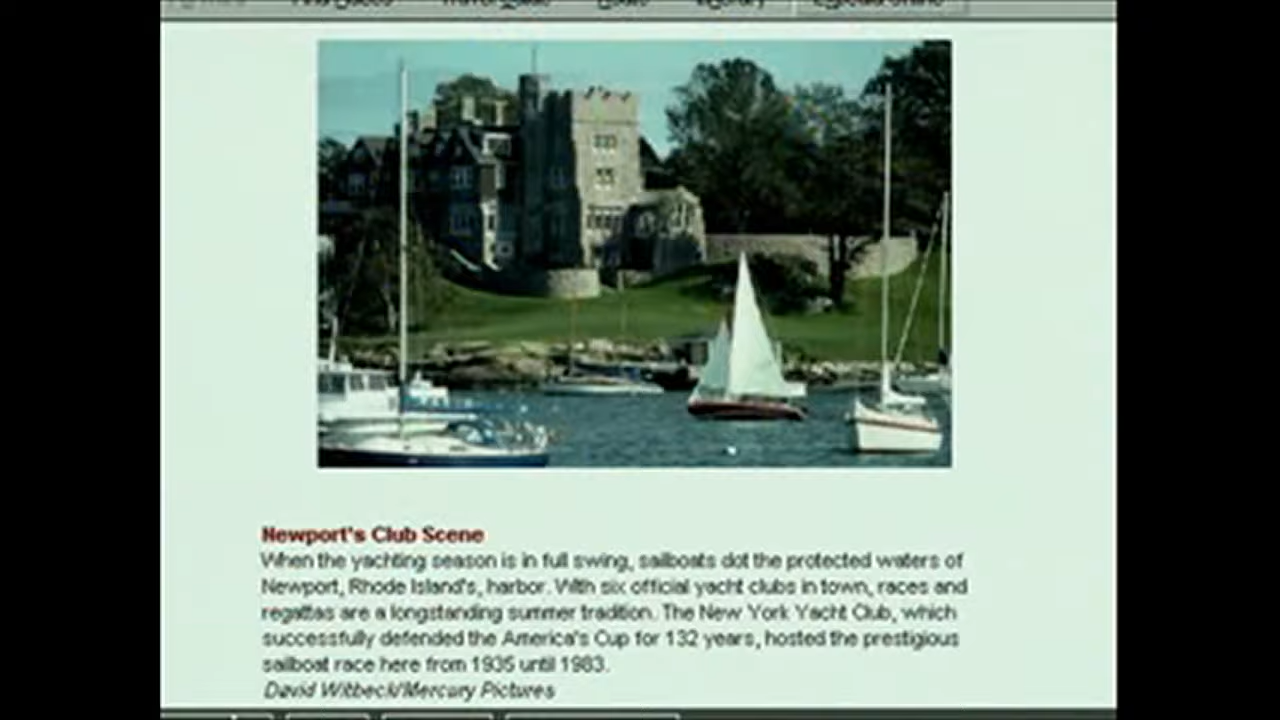 Newport's Club Scene
When the yachting season is in full swing, sailboats dot the protected waters of
Newport, Rhode Island's, harbor. With six official yacht clubs in town, races and
regattas are a longstanding summer tradition. The New York Yacht Club, which
successfully defended the America's Cup for 132 years, hosted the prestigious
sailboat race here from 1935 until 1983.
David Witbeck/Mercury Pictures